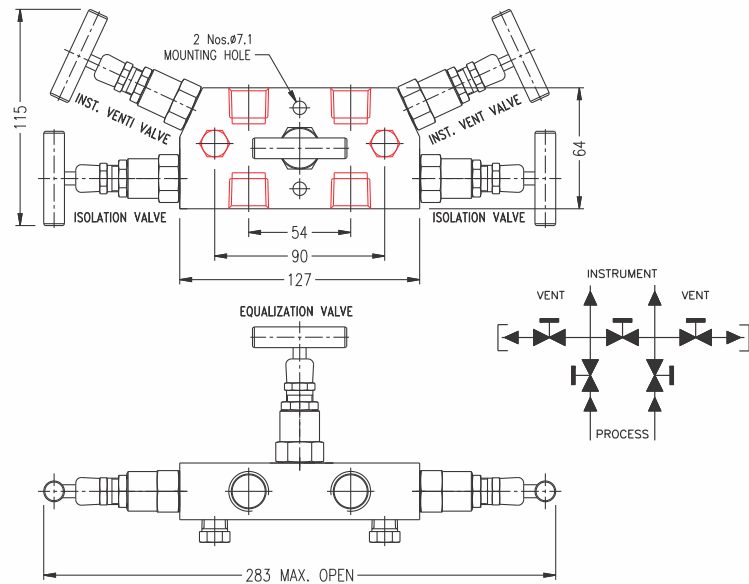 2 Nos.ø7.1
MOUNTING HOLE
115
INST. VENTI VALVE
INST. VENT VALVE
64
ISOLATION VALVE
ISOLATION VALVE
54
90
127
INSTRUMENT
VENT
VENT
EQUALIZATION VALVE
PROCESS
283 MAX. OPEN